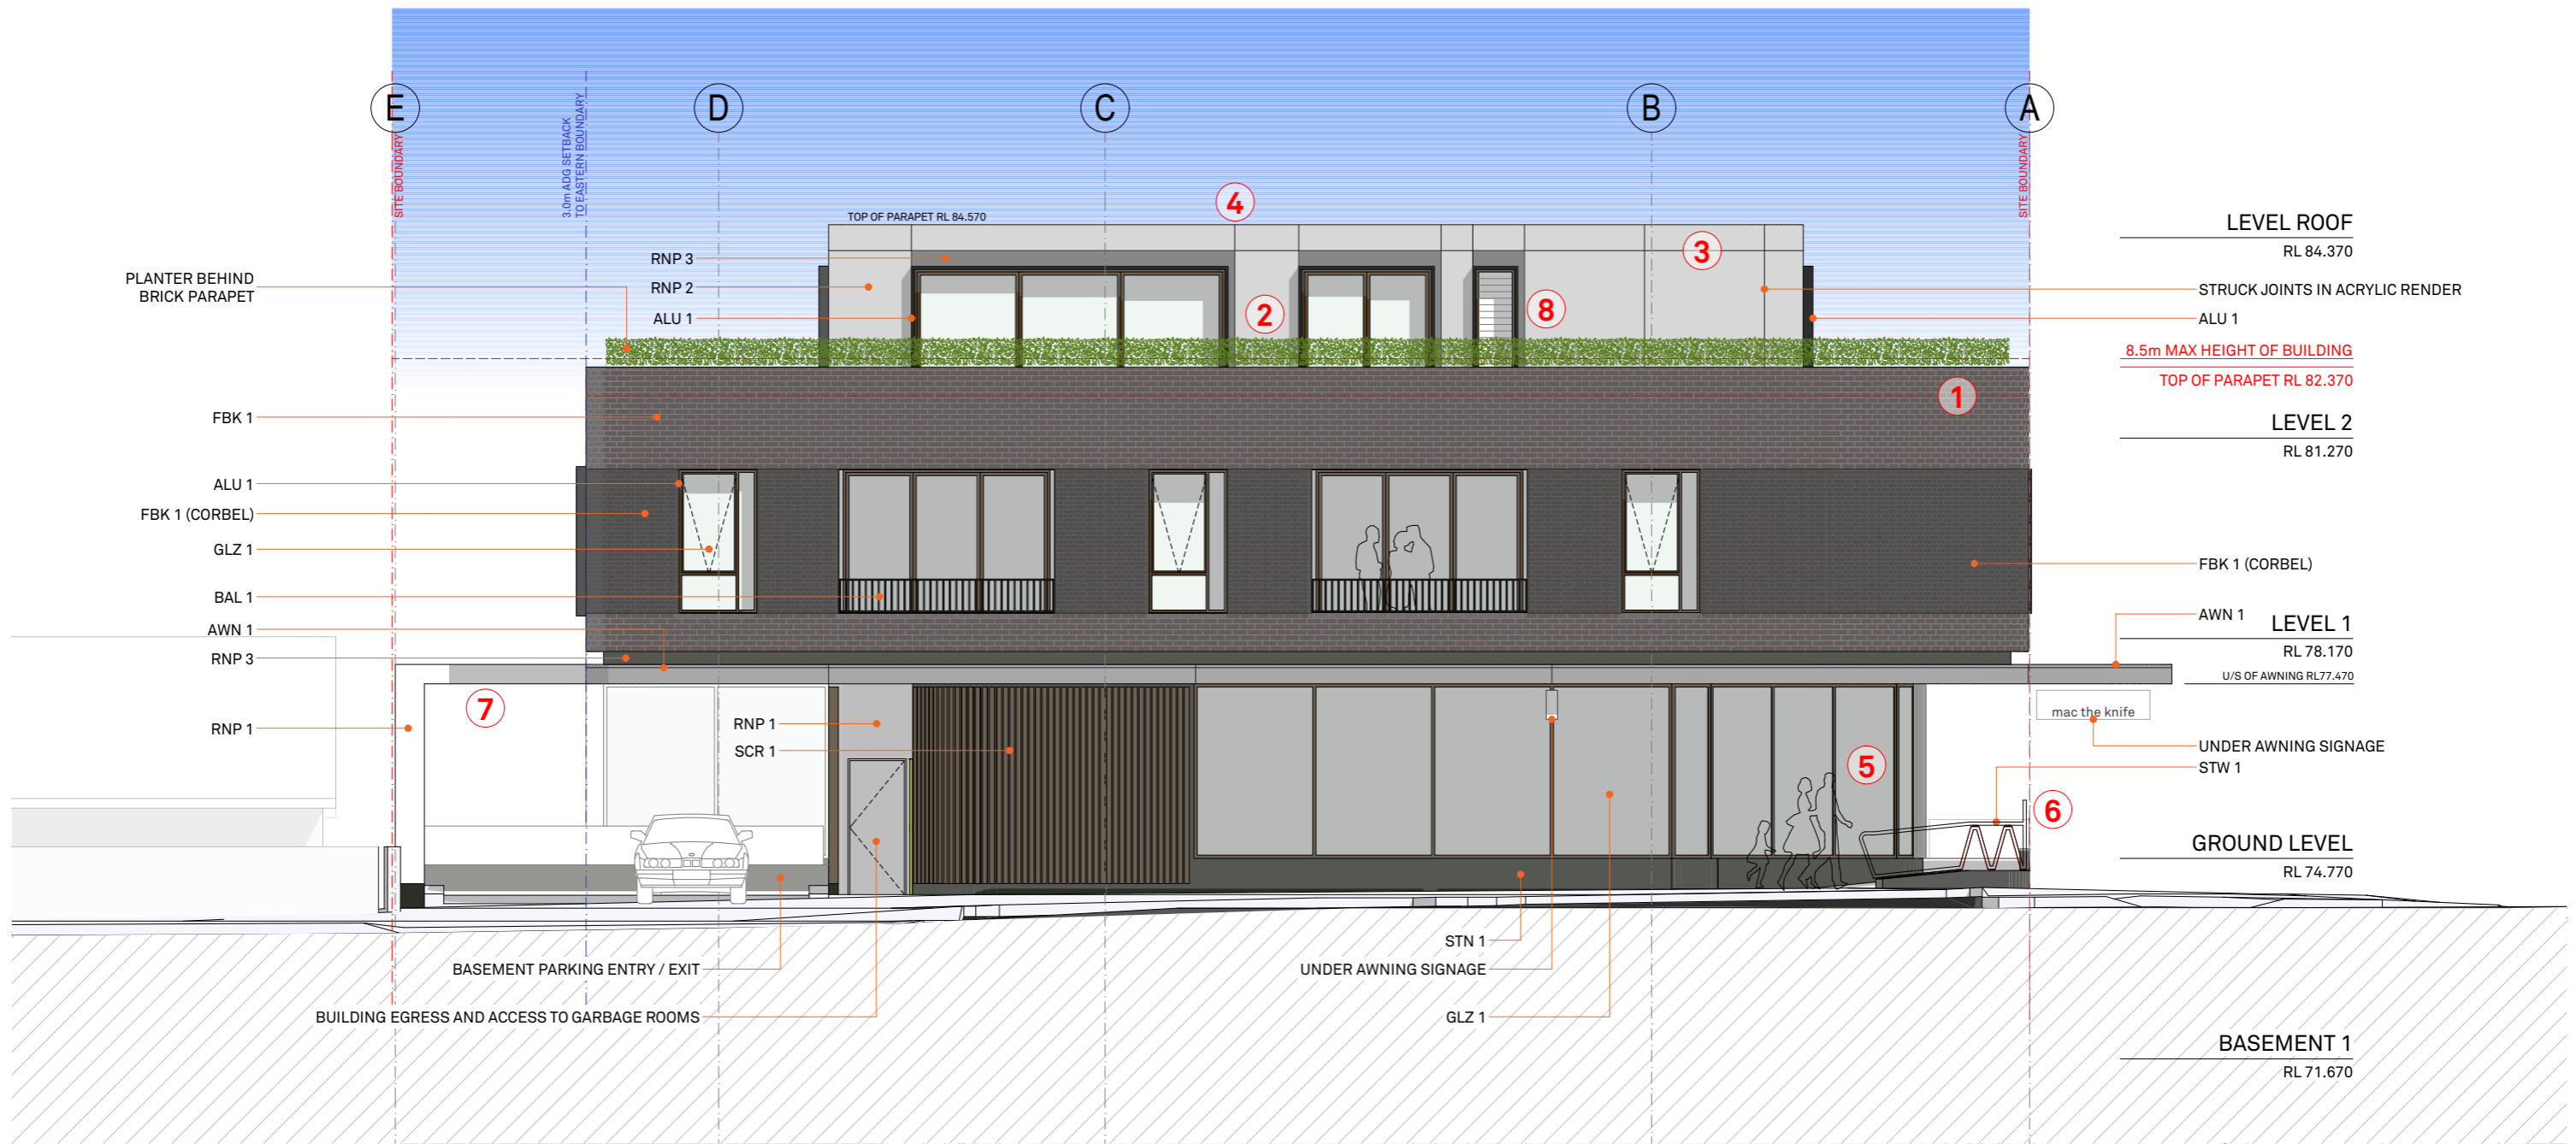 E
D
C
B
A
SITE BOUNDARY
3.0m ADG SETBACK
TO EASTERN BOUNDARY
SITE BOUNDARY
4
TOP OF PARAPET RL 84.570
3
2
8
1
7
5
6
PLANTER BEHIND
BRICK PARAPET
RNP 3
RNP 2
ALU 1
FBK 1
ALU 1
FBK 1 (CORBEL)
GLZ 1
BAL 1
AWN 1
RNP 3
RNP 1
RNP 1
SCR 1
BASEMENT PARKING ENTRY / EXIT
BUILDING EGRESS AND ACCESS TO GARBAGE ROOMS
STN 1
UNDER AWNING SIGNAGE
GLZ 1
LEVEL ROOF
RL 84.370
STRUCK JOINTS IN ACRYLIC RENDER
ALU 1
8.5m MAX HEIGHT OF BUILDING
TOP OF PARAPET RL 82.370
LEVEL 2
RL 81.270
FBK 1 (CORBEL)
AWN 1
LEVEL 1
RL 78.170
U/S OF AWNING RL77.470
mac the knife
UNDER AWNING SIGNAGE
STW 1
GROUND LEVEL
RL 74.770
BASEMENT 1
RL 71.670